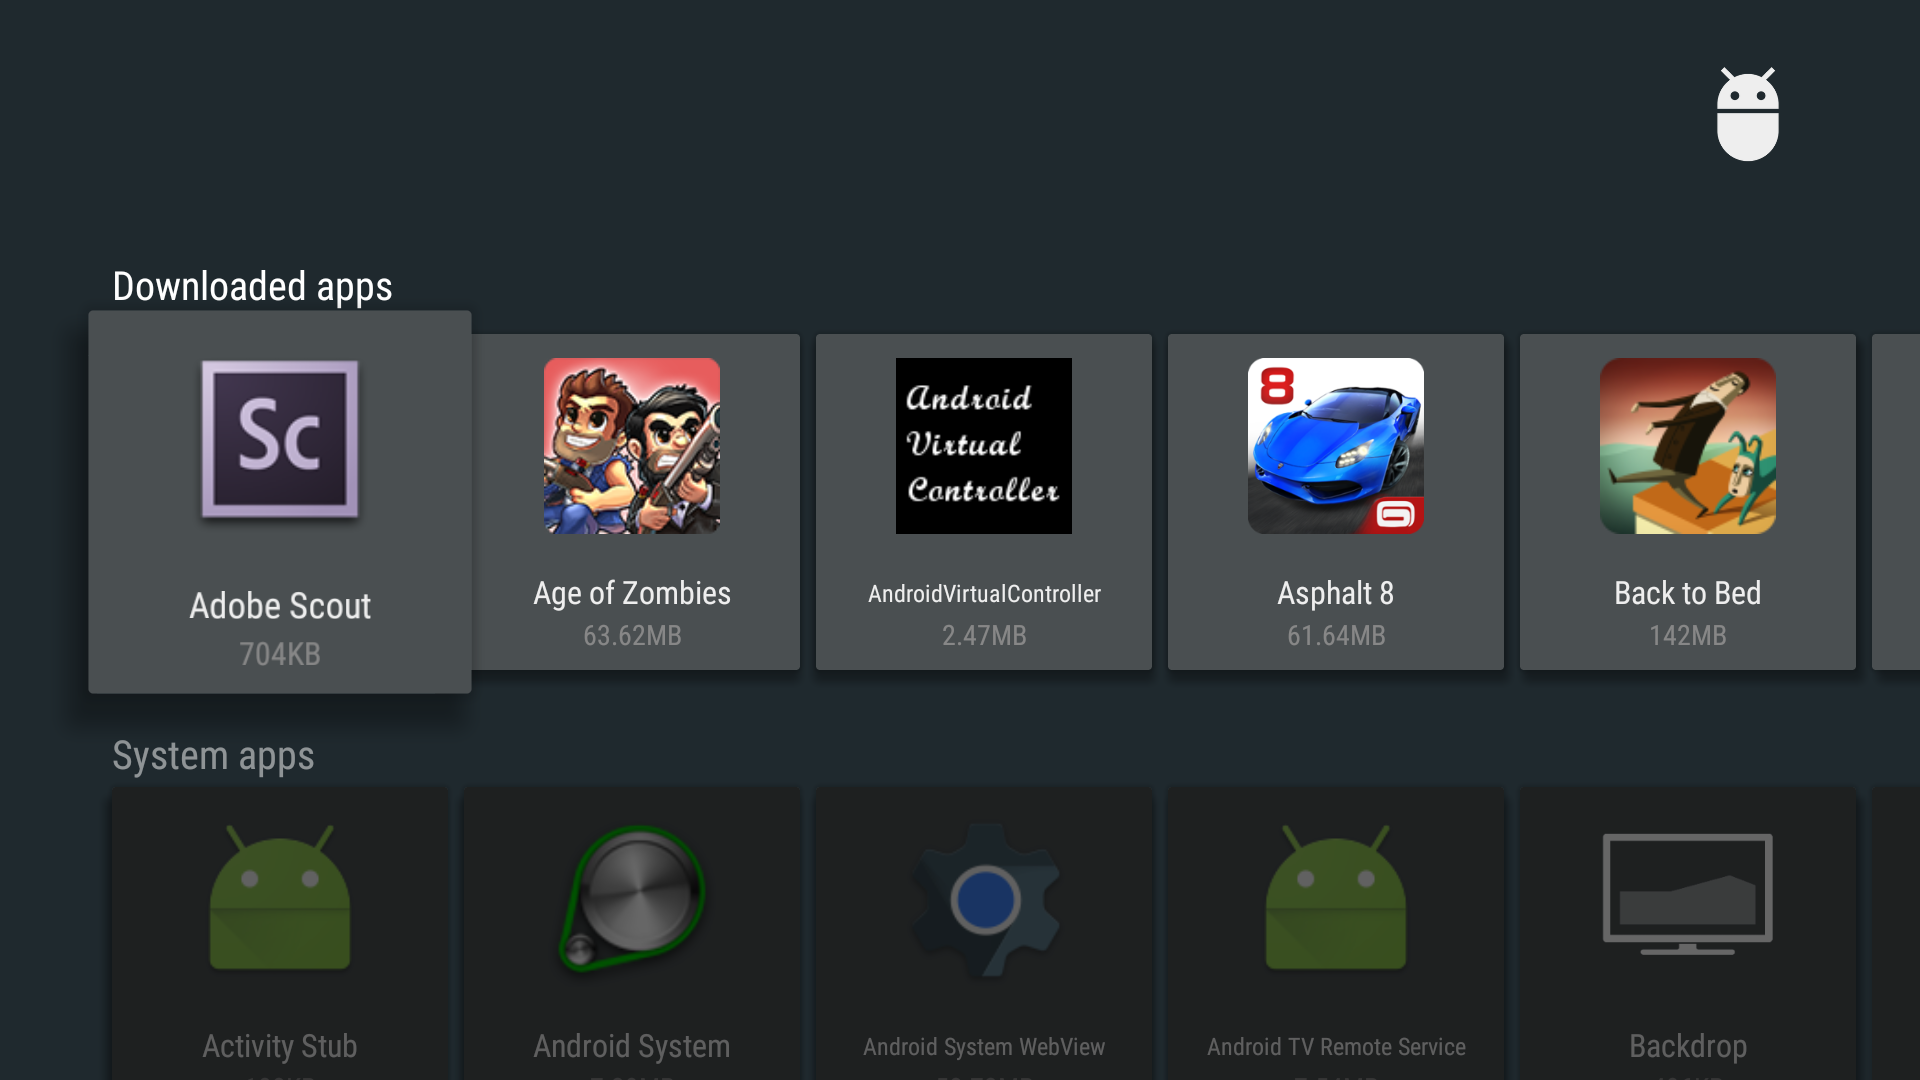 Downloaded apps
Sc
Adobe Scout
704KB
Age of Zombies
63.62MB
Android
Virtual
Controller
AndroidVirtualController
2.47MB
8
Asphalt 8
61.64MB
Back to Bed
142MB
System apps
Activity Stub
Android System
Android System WebView
Android TV Remote Service
Backdrop